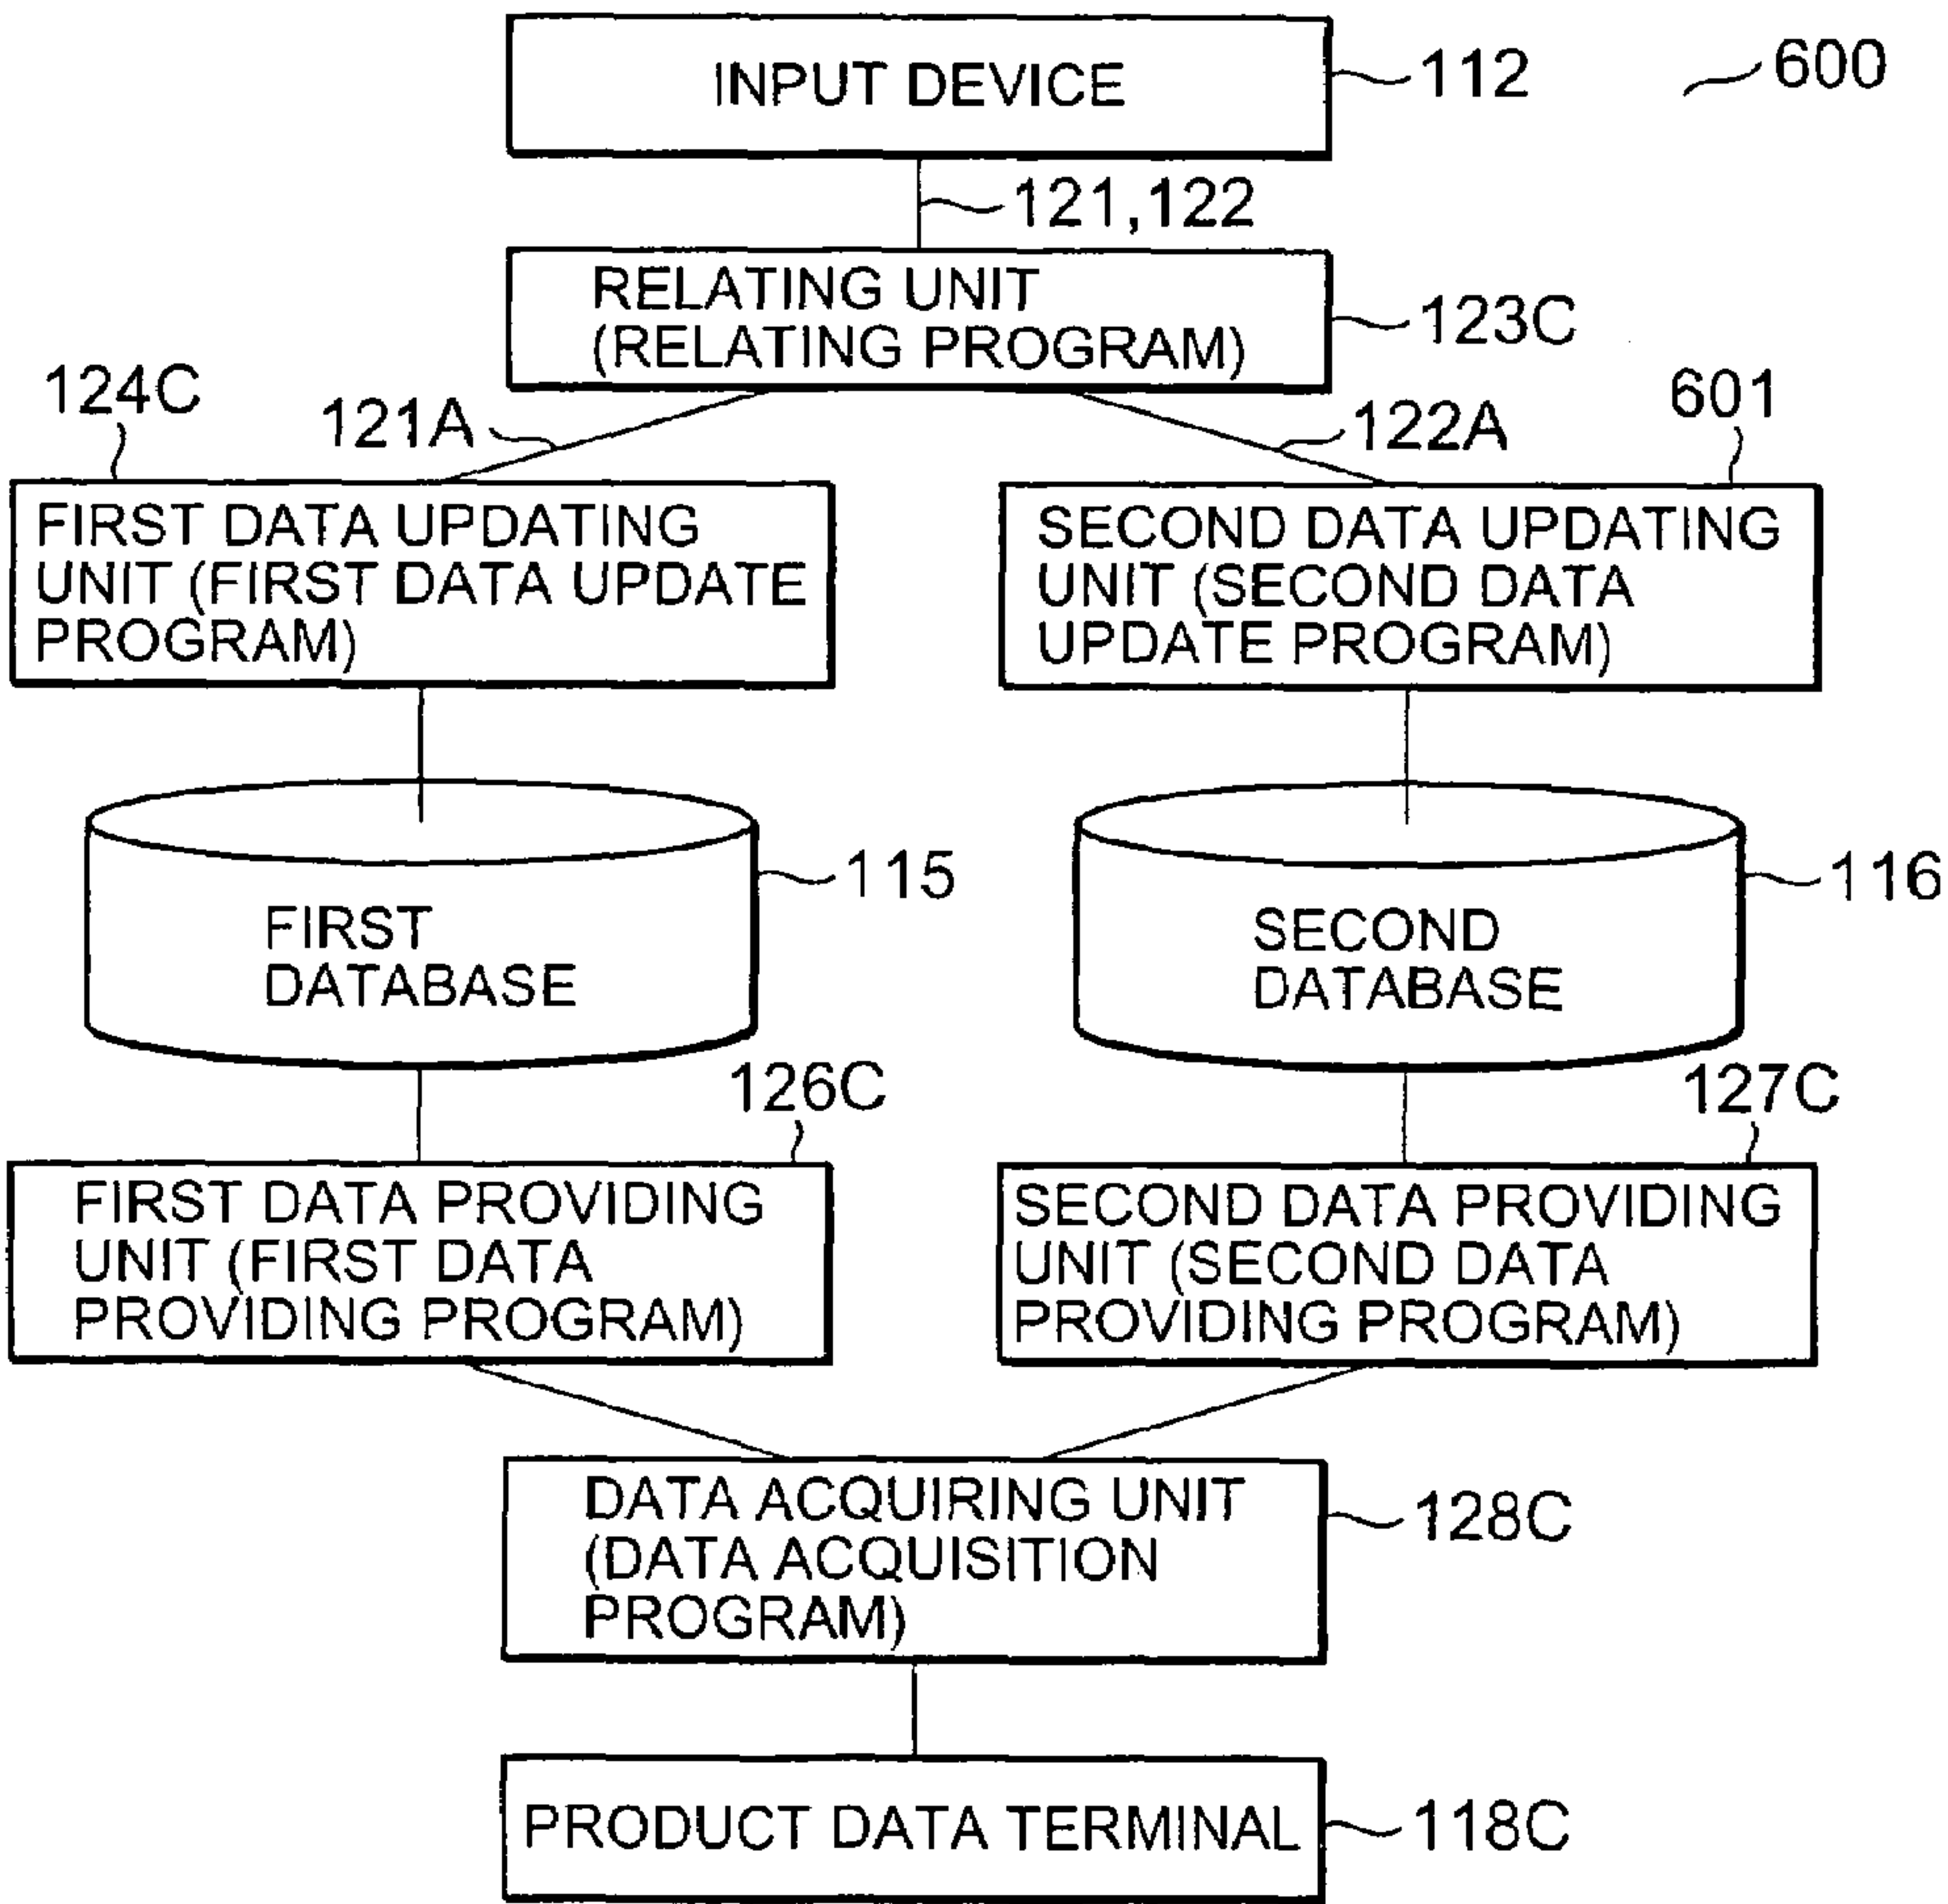 INPUT DEVICE
112
600
121,122
RELATING UNIT
(RELATING PROGRAM)
123C
124C
121A
122A
601
FIRST DATA UPDATING
UNIT (FIRST DATA UPDATE
PROGRAM)
SECOND DATA UPDATING
UNIT (SECOND DATA
UPDATE PROGRAM)
FIRST
DATABASE
115
SECOND
DATABASE
116
126C
127C
FIRST DATA PROVIDING
UNIT (FIRST DATA
PROVIDING PROGRAM)
SECOND DATA PROVIDING
UNIT (SECOND DATA
PROVIDING PROGRAM)
DATA ACQUIRING UNIT
(DATA ACQUISITION
PROGRAM)
128C
PRODUCT DATA TERMINAL
118C